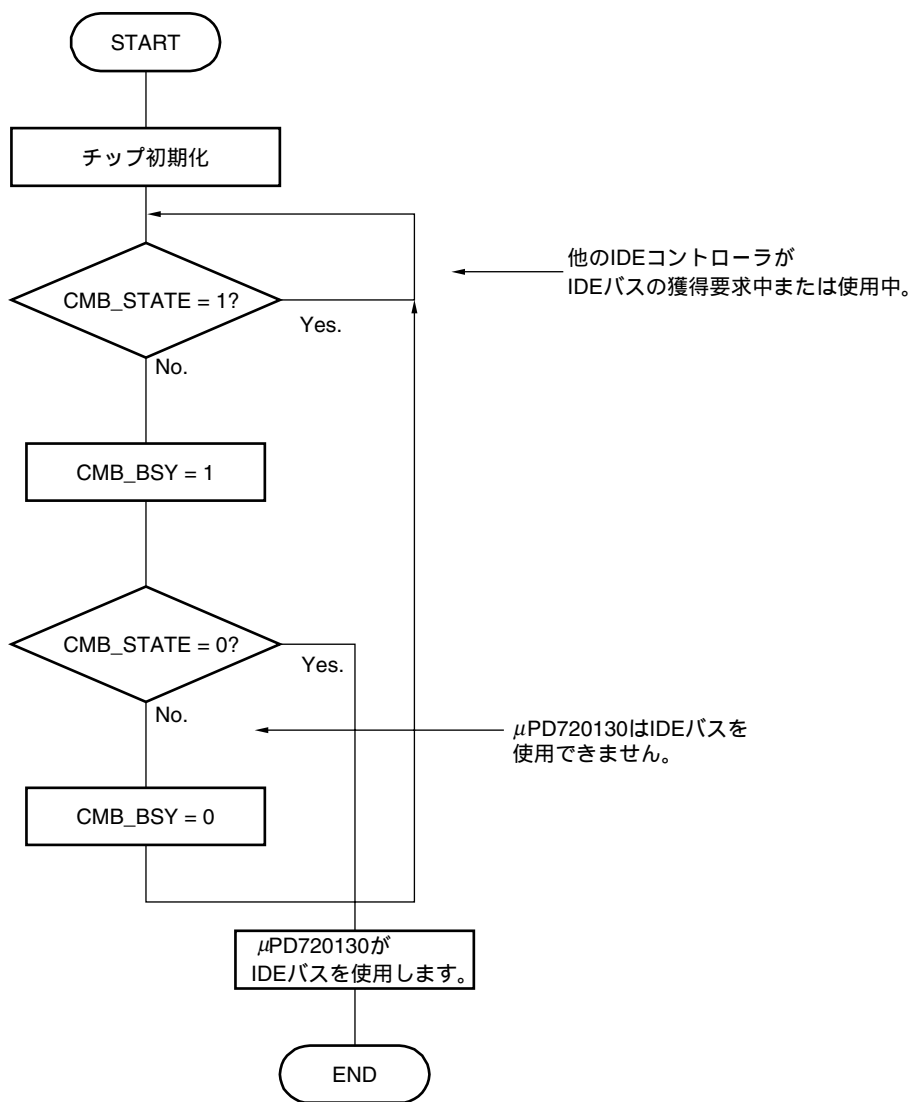 START
チップ初期化
他のIDEコントローラが
IDEバスの獲得要求中または使用中。
CMB_STATE = 1?
Yes.
No.
CMB_BSY = 1
CMB_STATE = 0?
Yes.
No.
μPD720130はIDEバスを
使用できません。
CMB_BSY = 0
μPD720130が
IDEバスを使用します。
END